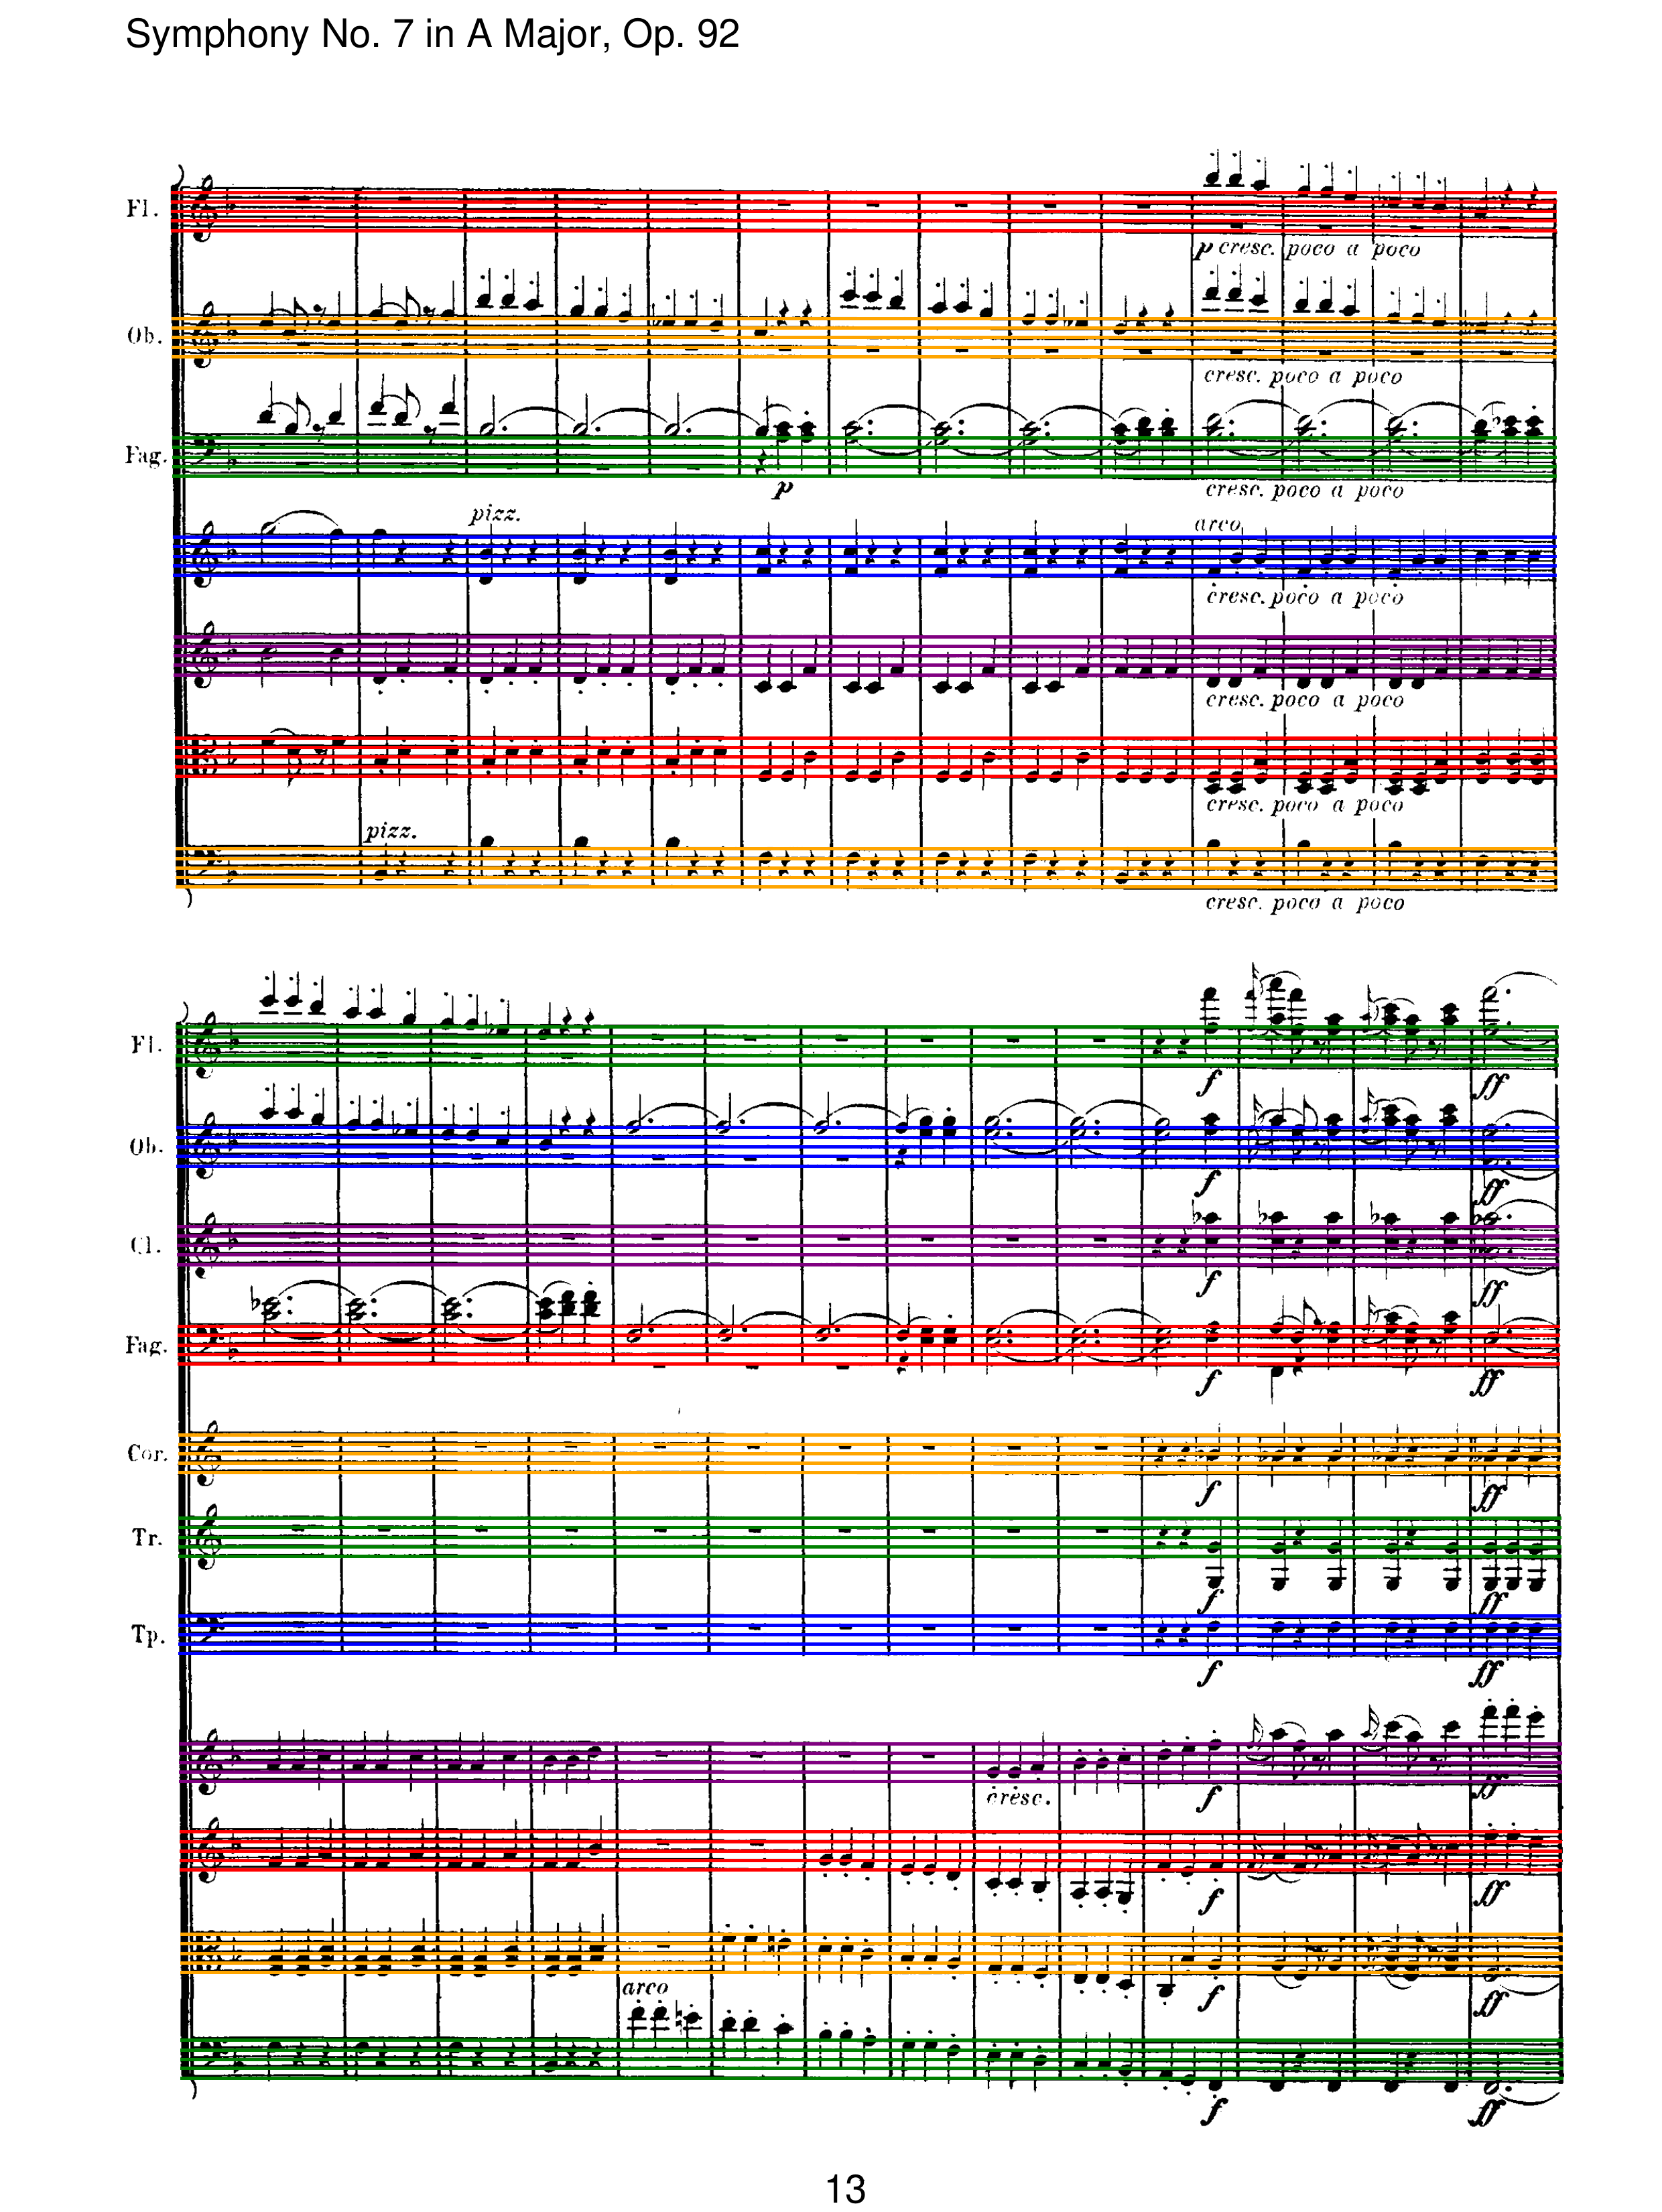 Symphony No. 7 in A Major, Op. 92
Fl.
p cresc. poco a poco
Ob.
cresc. poco a poco
Fag.
p
cresc. poco a poco
pizz.
arco
cresc. poco a poco
cresc. poco a poco
cresc. poco a poco
pizz.
cresc. poco a poco
Fl.
f ff
Ob.
f ff
Cl.
f ff
Fag.
f ff
Cor.
f ff
Tr.
f ff
Tp.
f ff
cresc. f ff
f ff
f ff
arco
f ff
13